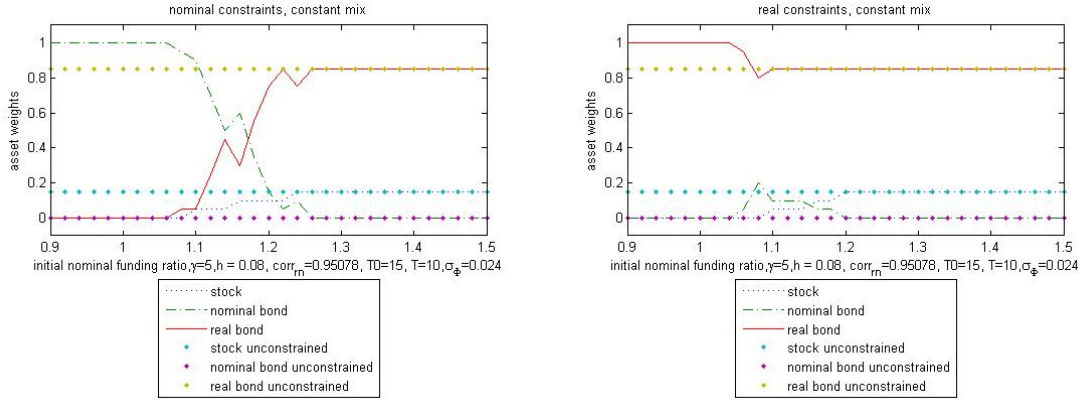 nominal constraints, constant mix
1
0.8
0.6
0.4
0.2
0
asset weights
0.9 1 1.1 1.2 1.3 1.4 1.5
initial nominal funding ratio,γ=5,h = 0.08, corr_rn=0.95078, T0=15, T=10,σ_Φ=0.024
stock
nominal bond
real bond
stock unconstrained
nominal bond unconstrained
real bond unconstrained
real constraints, constant mix
1
0.8
0.6
0.4
0.2
0
asset weights
0.9 1 1.1 1.2 1.3 1.4 1.5
initial nominal funding ratio,γ=5,h = 0.08, corr_rn=0.95078, T0=15, T=10,σ_Φ=0.024
stock
nominal bond
real bond
stock unconstrained
nominal bond unconstrained
real bond unconstrained